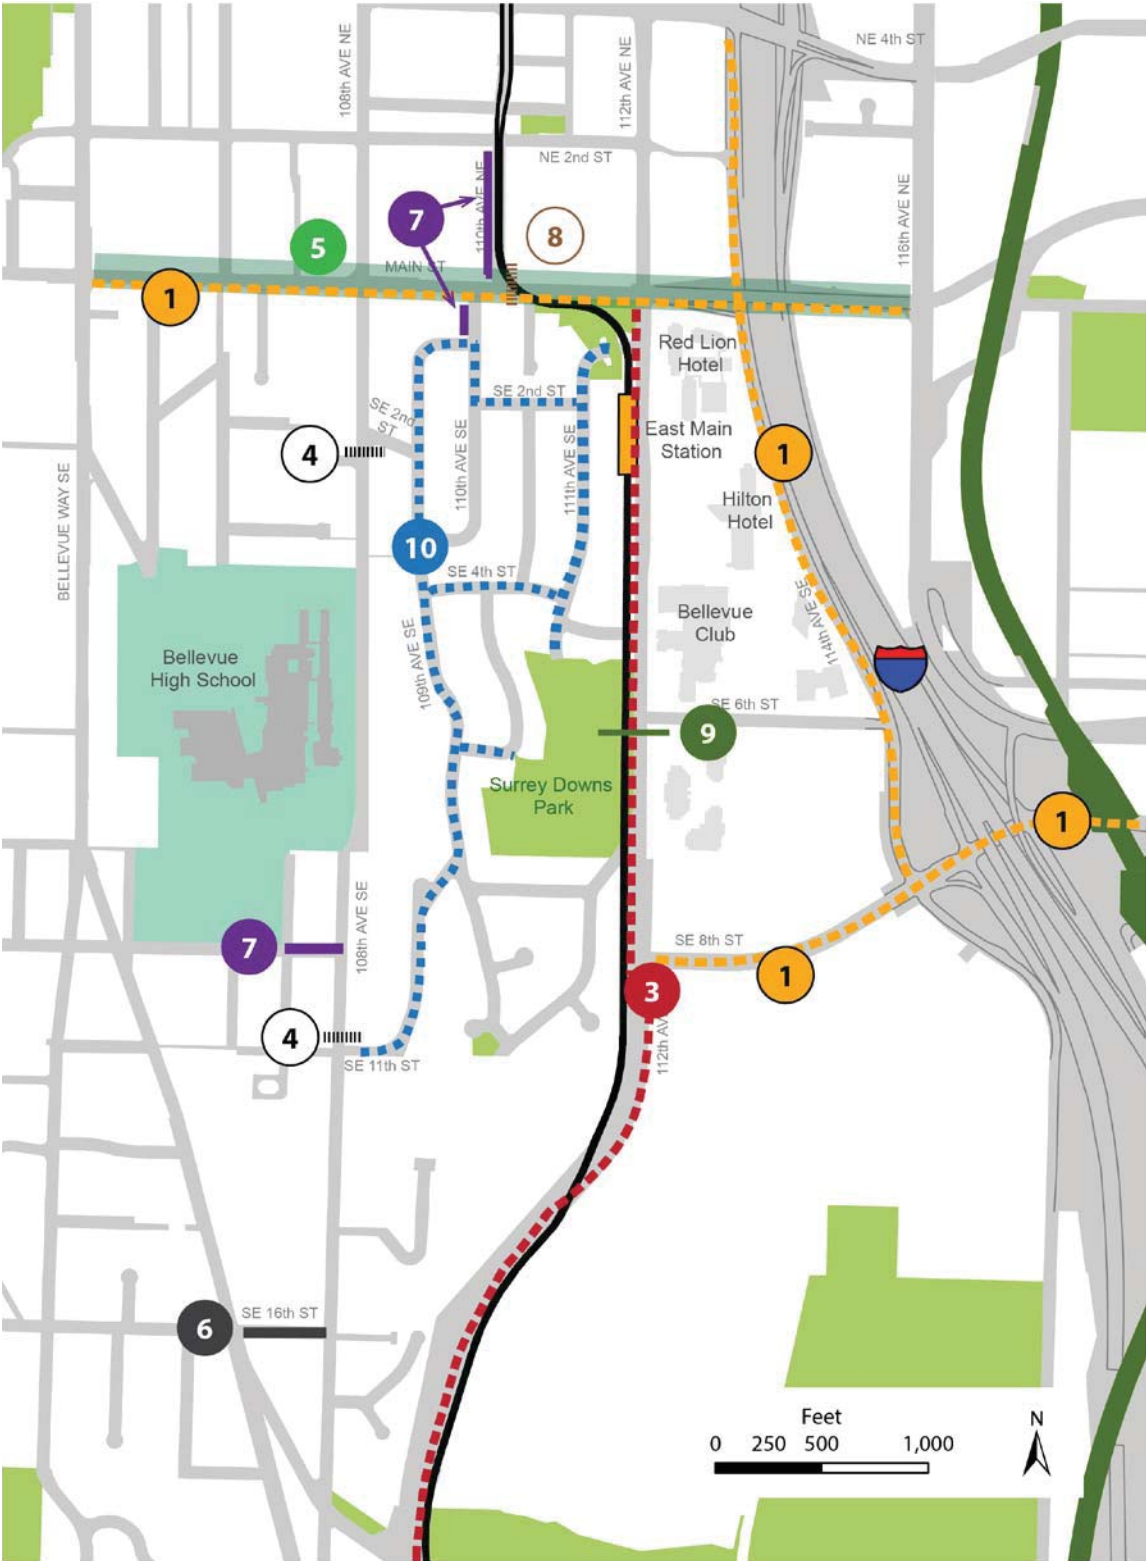 NE 4th ST
108th AVE NE
112th AVE NE
NE 2nd ST
110th AVE NE
116th AVE NE
7
8
5
MAIN ST
1
Red Lion
Hotel
SE 2nd ST
SE 2nd
ST
4
East Main
Station
1
110th AVE SE
111th AVE SE
BELLEVUE WAY SE
Hilton
Hotel
10
SE 4th ST
Bellevue
Club
114th AVE SE
109th AVE SE
Bellevue
High School
SE 6th ST
9
Surrey Downs
Park
1
108th AVE SE
7
SE 8th ST
1
3
112th AV
4
SE 11th ST
SE 16th ST
6
Feet
0 250 500 1,000
N